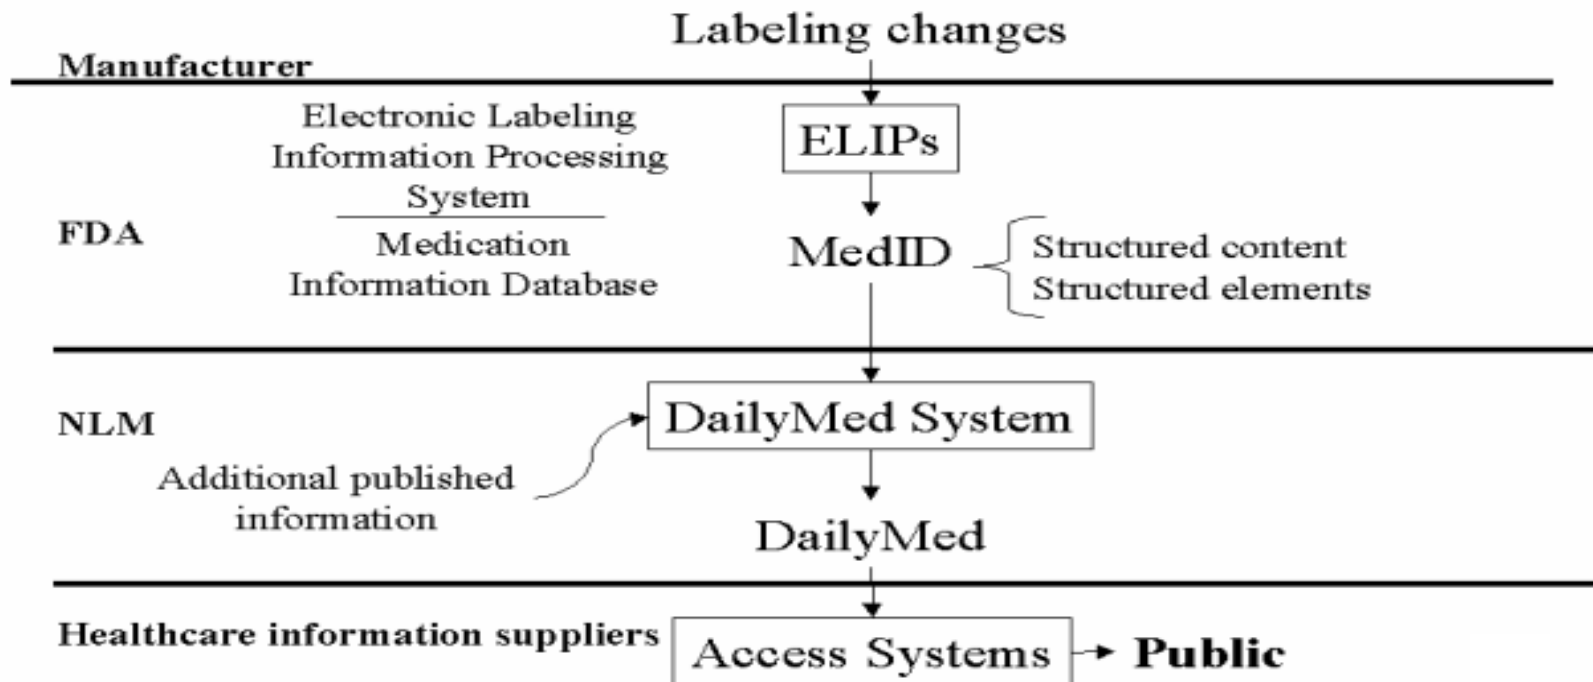 Labeling changes
Manufacturer
Electronic Labeling
Information Processing
System
ELIPs
FDA
Medication
Information Database
MedID
Structured content
Structured elements
NLM
DailyMed System
Additional published
information
DailyMed
Healthcare information suppliers
Access Systems
Public